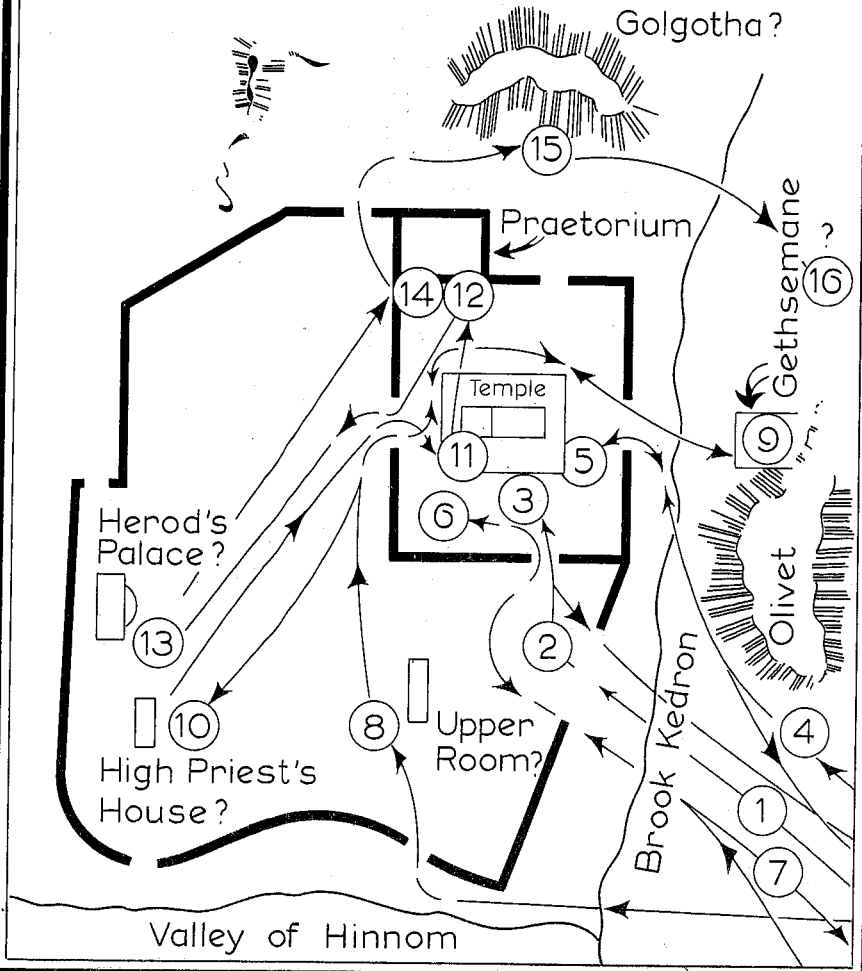 Golgotha?
15
Praetorium
Gethsemane
?
16
14
12
Temple
11
5
9
3
6
Herod's
Palace?
13
2
Olivet
10
8
Upper
Room?
High Priest's
House?
Brook Kedron
4
1
7
Valley of Hinnom